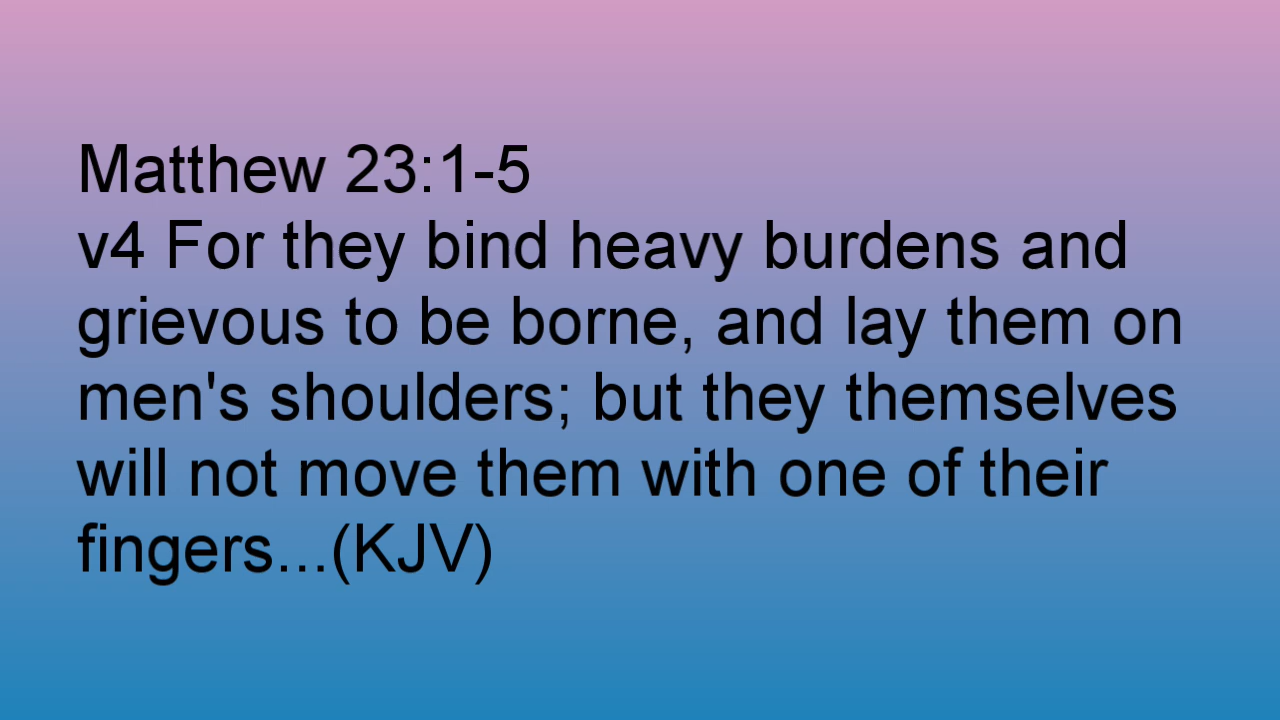 Matthew 23:1-5
v4 For they bind heavy burdens and
grievous to be borne, and lay them on
men's shoulders; but they themselves
will not move them with one of their
fingers...(KJV)